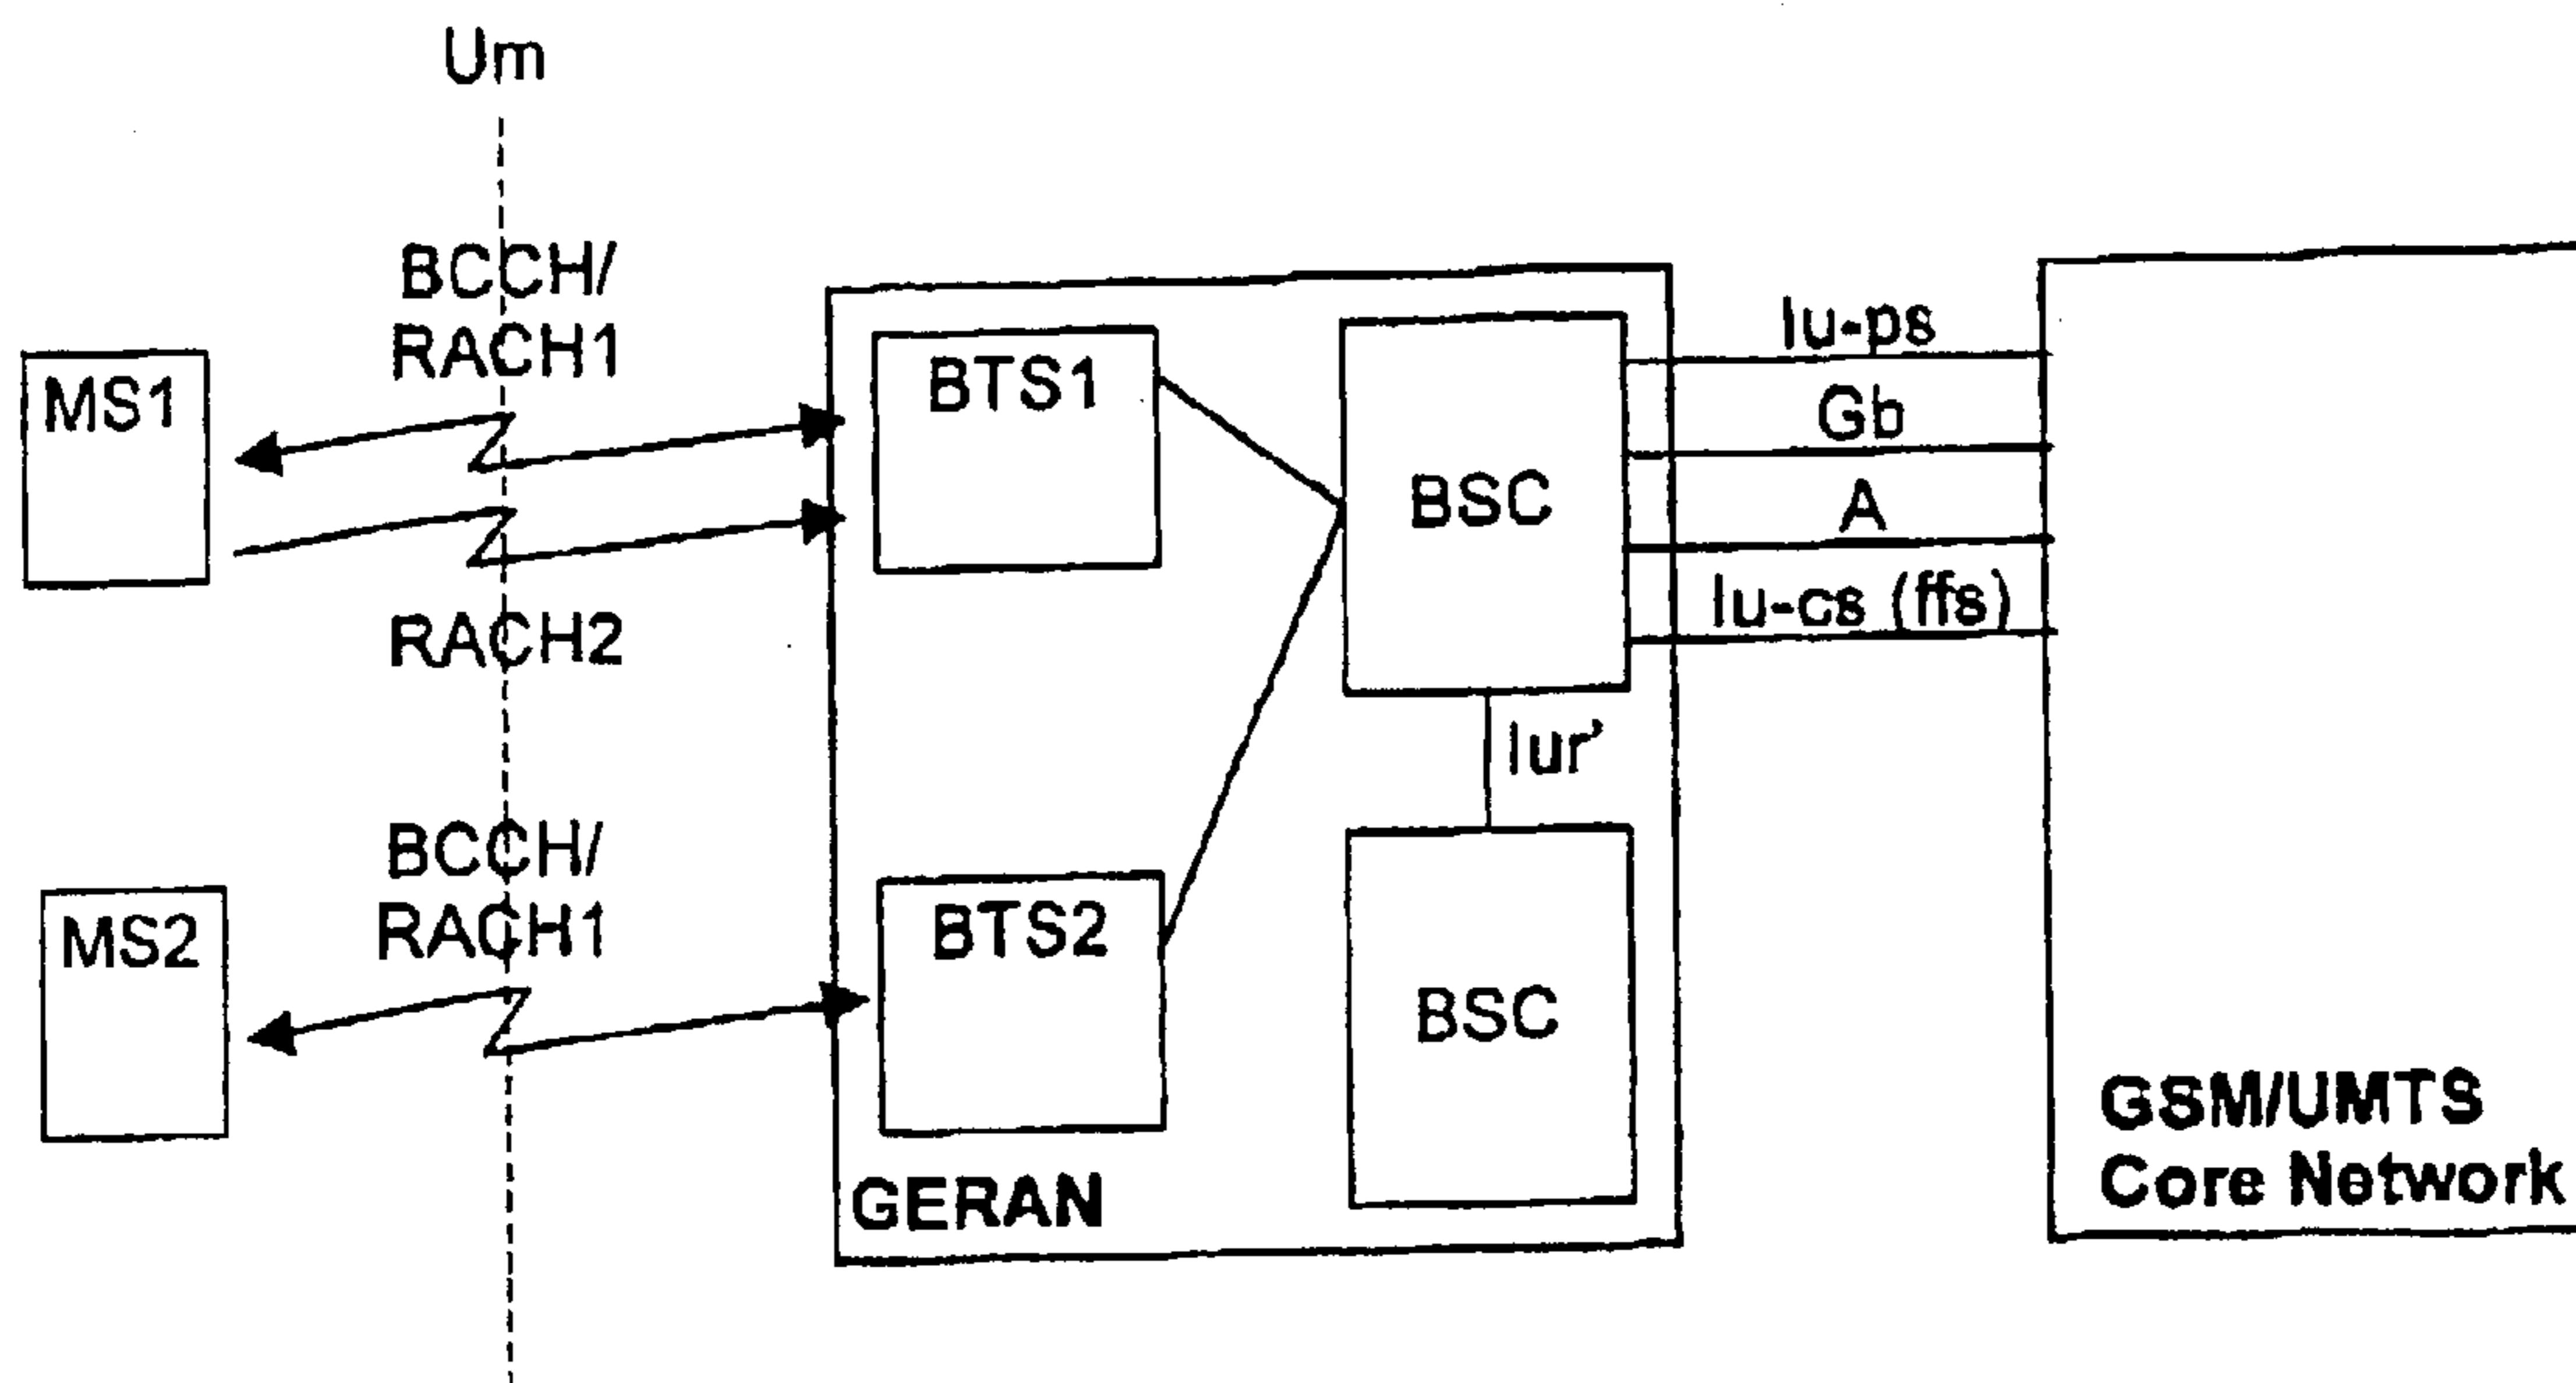 Um
BCCH/
RACH1
MS1
RACH2
BCCH/
RACH1
MS2
BTS1
BTS2
GERAN
BSC
Iur’
BSC
Iu-ps
Gb
A
Iu-cs (ffs)
GSM/UMTS
Core Network